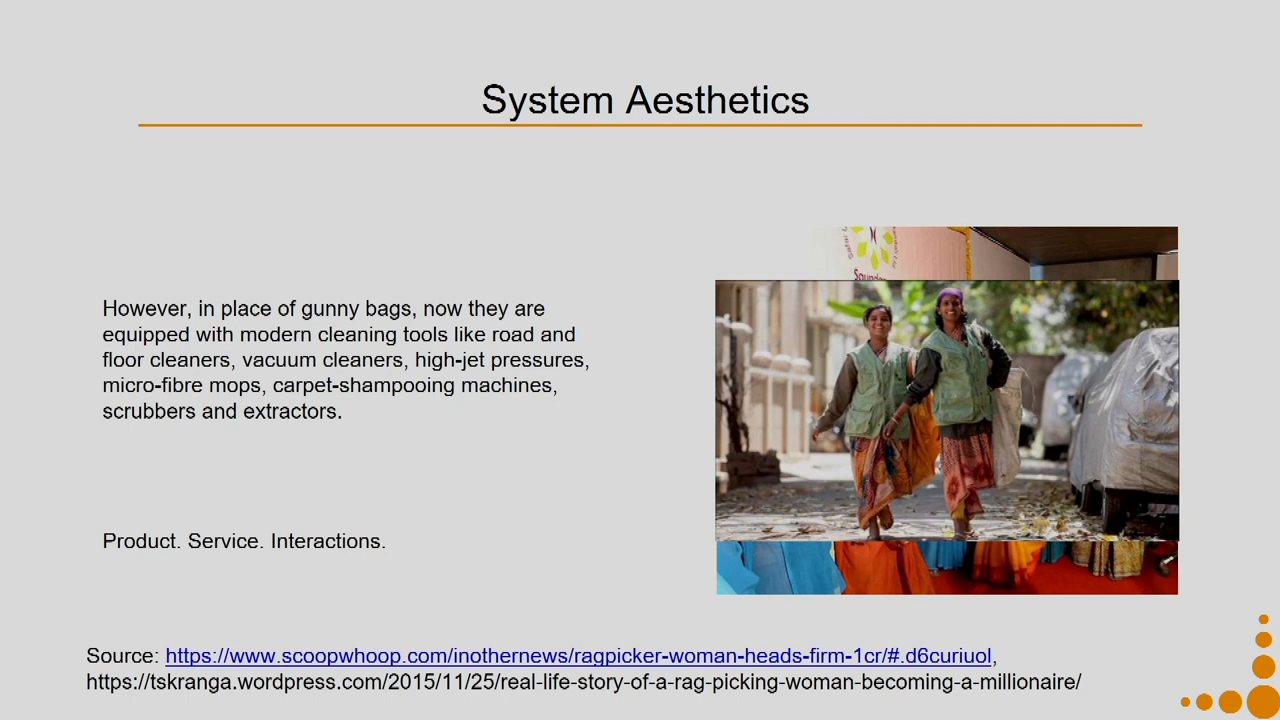 System Aesthetics
However, in place of gunny bags, now they are
equipped with modern cleaning tools like road and
floor cleaners, vacuum cleaners, high-jet pressures,
micro-fibre mops, carpet-shampooing machines,
scrubbers and extractors.
Product. Service. Interactions.
Source: https://www.scoopwhoop.com/inothernews/ragpicker-woman-heads-firm-1cr/#.d6curiuol,
https://tskranga.wordpress.com/2015/11/25/real-life-story-of-a-rag-picking-woman-becoming-a-millionaire/